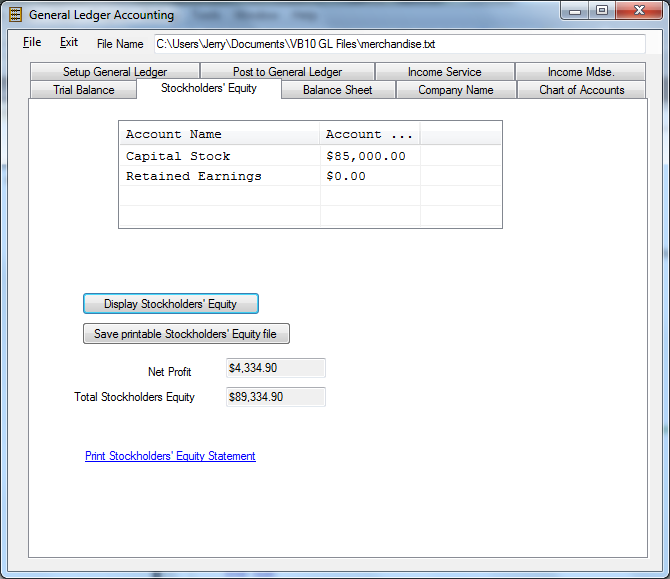 General Ledger Accounting
File Exit File Name C:\Users\Jerry\Documents\VB10 GL Files\merchandise.txt
Setup General Ledger Post to General Ledger Income Service Income Mdse.
Trial Balance Stockholders' Equity Balance Sheet Company Name Chart of Accounts
Account Name Account ...
Capital Stock $85,000.00
Retained Earnings $0.00
Display Stockholders' Equity
Save printable Stockholders' Equity file
Net Profit $4,334.90
Total Stockholders Equity $89,334.90
Print Stockholders' Equity Statement